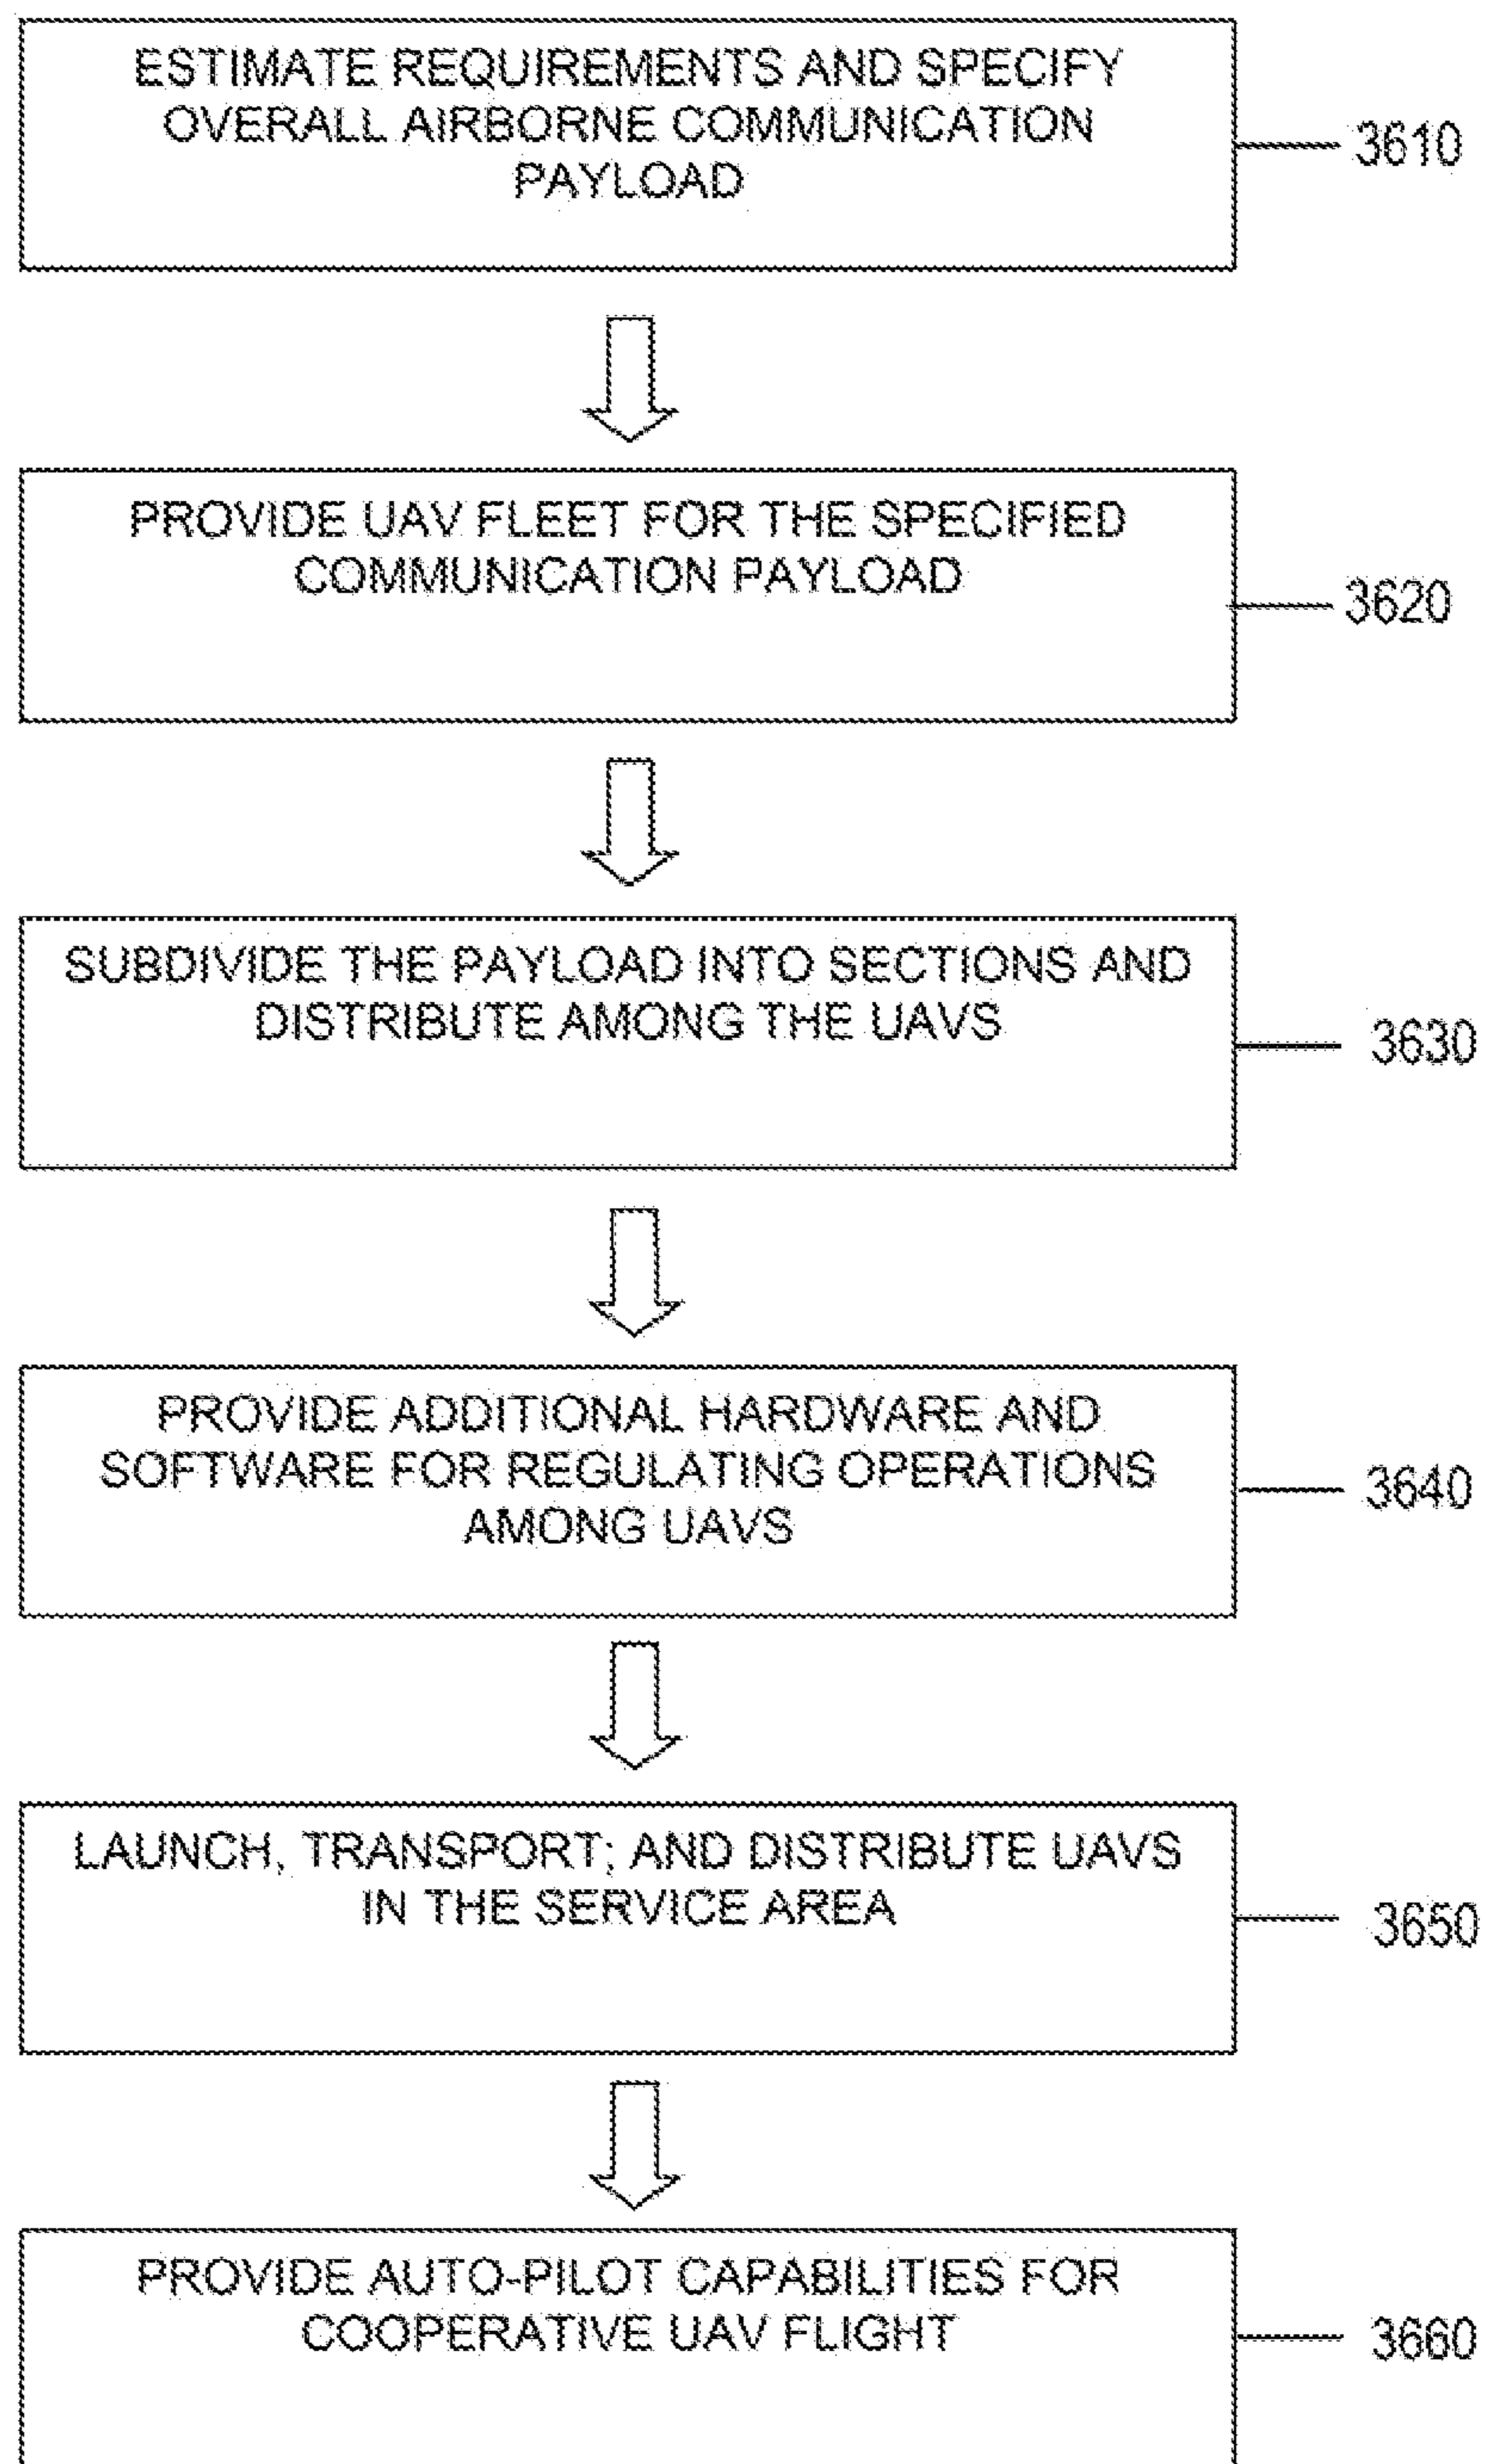 ESTIMATE REQUIREMENTS AND SPECIFY
OVERALL AIRBORNE COMMUNICATION
PAYLOAD
3610
PROVIDE UAV FLEET FOR THE SPECIFIED
COMMUNICATION PAYLOAD
3620
SUBDIVIDE THE PAYLOAD INTO SECTIONS AND
DISTRIBUTE AMONG THE UAVS
3630
PROVIDE ADDITIONAL HARDWARE AND
SOFTWARE FOR REGULATING OPERATIONS
AMONG UAVS
3640
LAUNCH, TRANSPORT; AND DISTRIBUTE UAVS
IN THE SERVICE AREA
3650
PROVIDE AUTO-PILOT CAPABILITIES FOR
COOPERATIVE UAV FLIGHT
3660